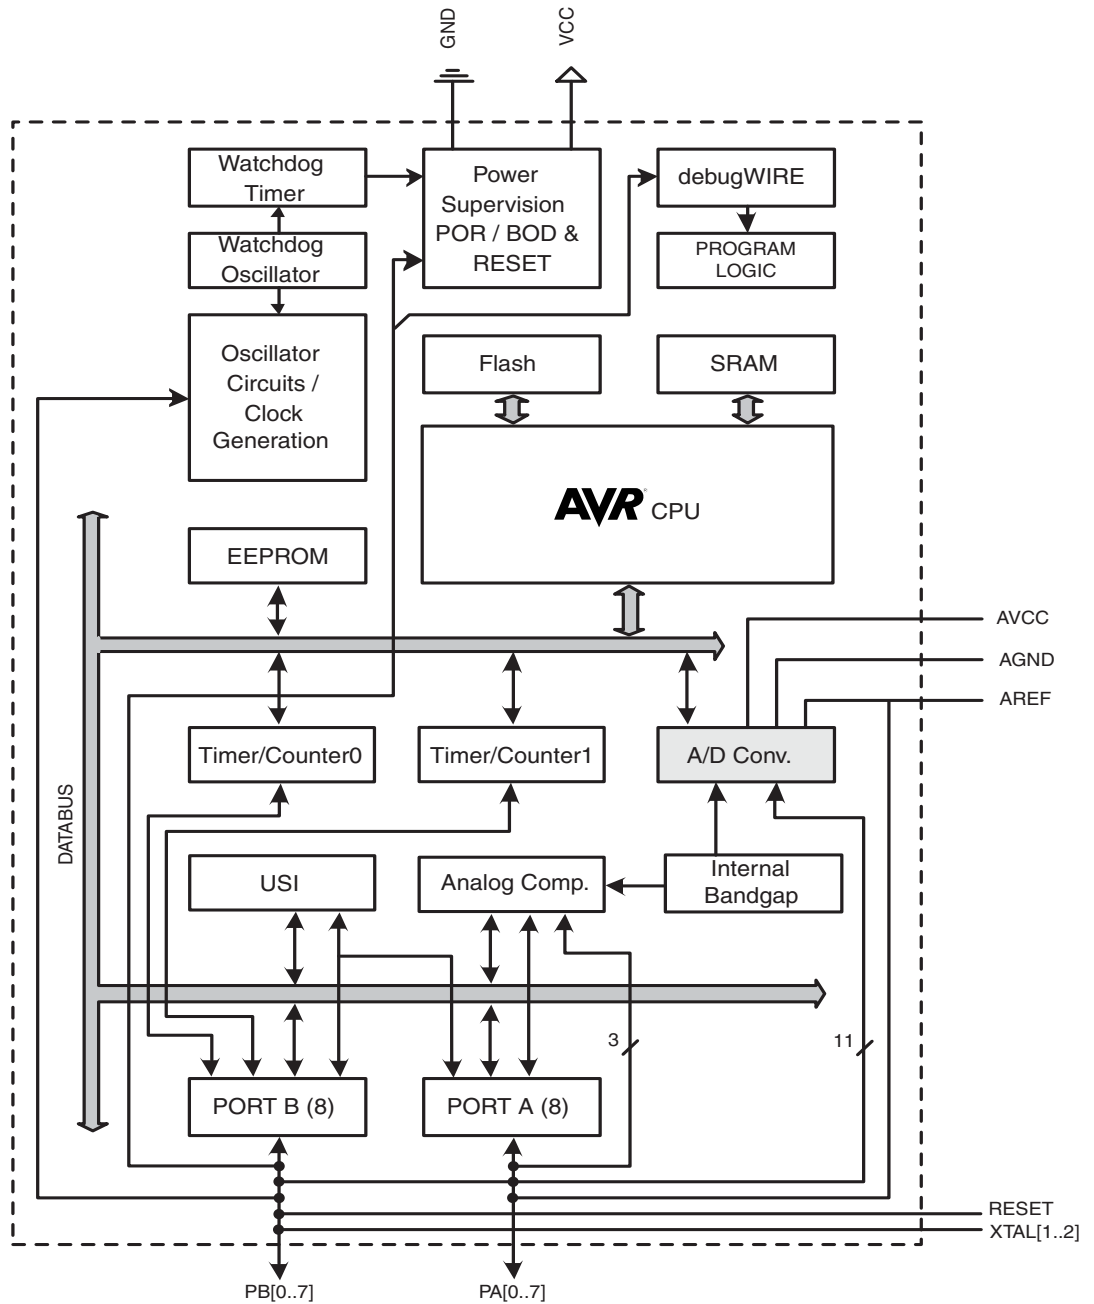 GND
VCC
Watchdog
Timer
Power
Supervision
POR / BOD &
RESET
debugWIRE
Watchdog
Oscillator
PROGRAM
LOGIC
Oscillator
Circuits /
Clock
Generation
Flash
SRAM
AVR® CPU
EEPROM
AVCC
AGND
AREF
Timer/Counter0
Timer/Counter1
A/D Conv.
DATABUS
USI
Analog Comp.
Internal
Bandgap
3
11
PORT B (8)
PORT A (8)
RESET
XTAL[1..2]
PB[0..7]
PA[0..7]